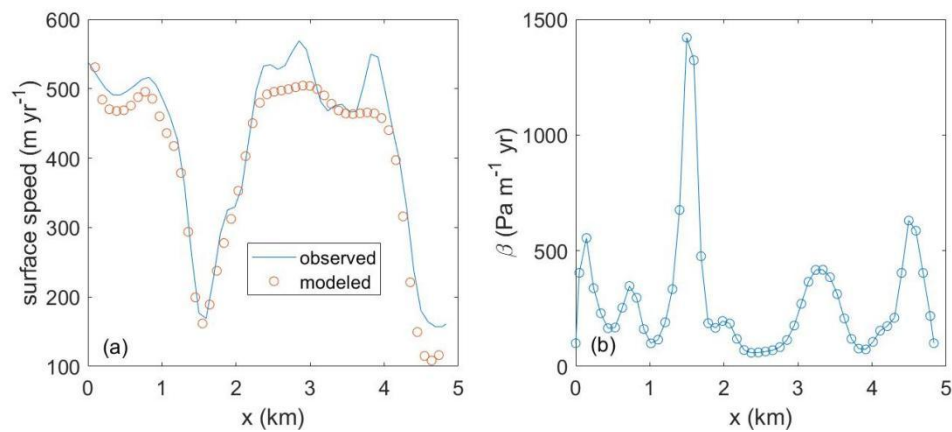 600
500
400
300
200
100
surface speed (m yr⁻¹)
observed
modeled
(a)
0 1 2 3 4 5
x (km)
1500
1000
500
0
β (Pa m⁻¹ yr)
(b)
0 1 2 3 4 5
x (km)